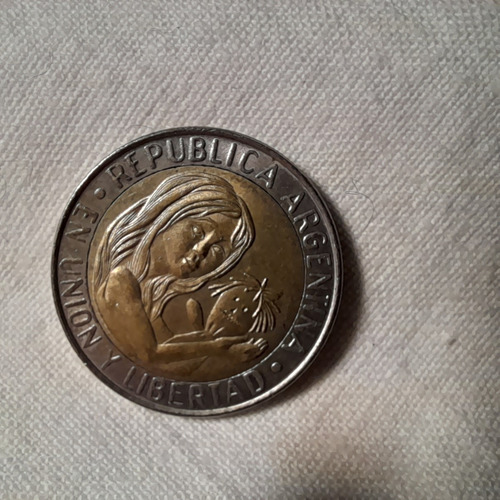 REPUBLICA ARGENTINA
EN UNION Y LIBERTAD